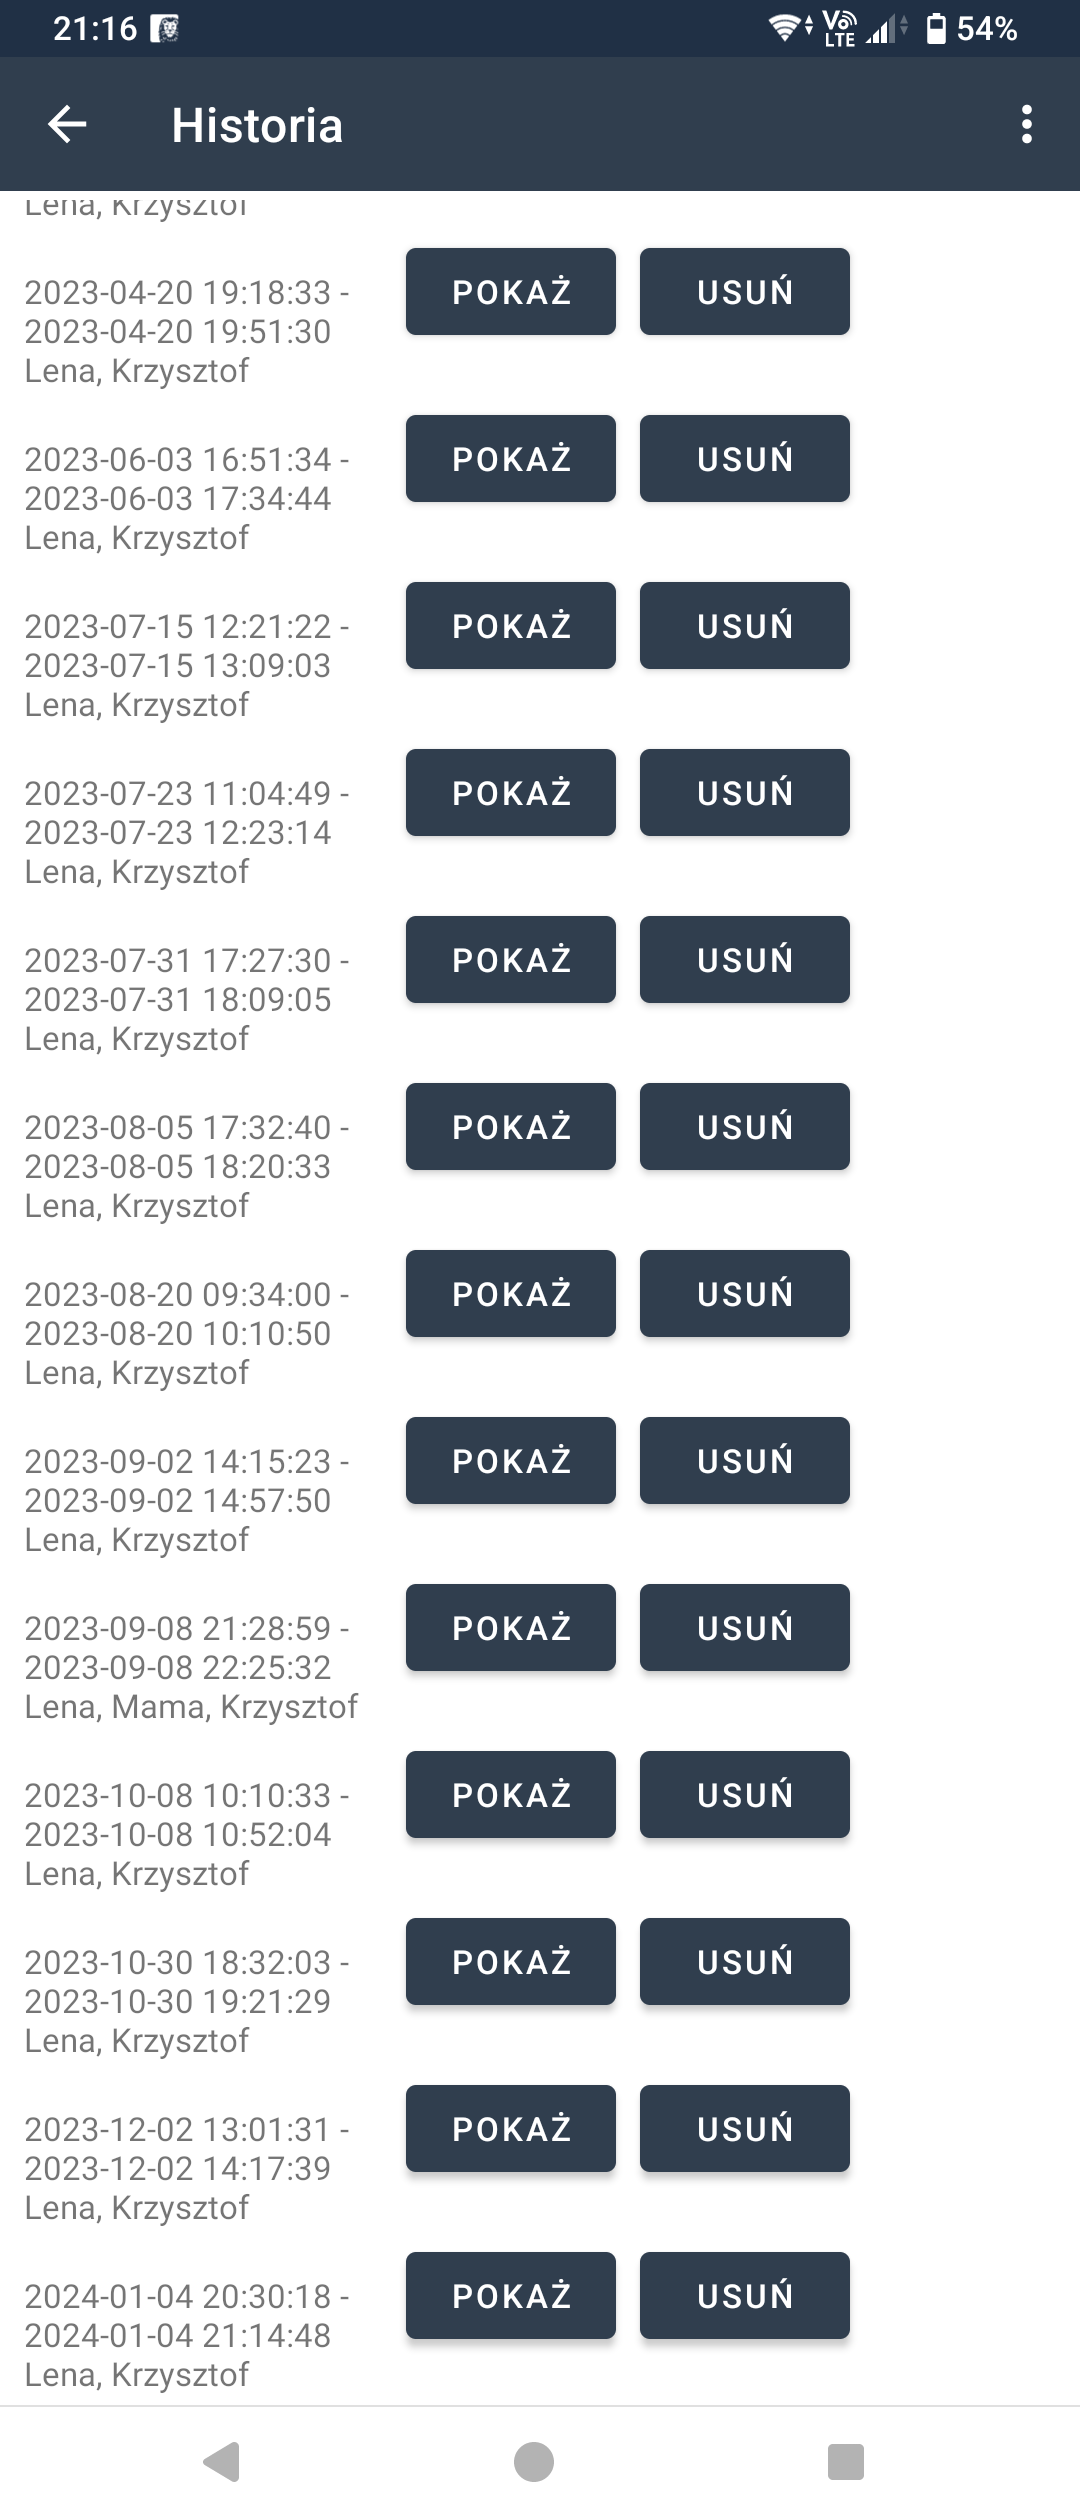 21:16
Vo LTE 54%
Historia
Lena, Krzysztof
2023-04-20 19:18:33 -
2023-04-20 19:51:30
Lena, Krzysztof
POKAŻ USUŃ
2023-06-03 16:51:34 -
2023-06-03 17:34:44
Lena, Krzysztof
POKAŻ USUŃ
2023-07-15 12:21:22 -
2023-07-15 13:09:03
Lena, Krzysztof
POKAŻ USUŃ
2023-07-23 11:04:49 -
2023-07-23 12:23:14
Lena, Krzysztof
POKAŻ USUŃ
2023-07-31 17:27:30 -
2023-07-31 18:09:05
Lena, Krzysztof
POKAŻ USUŃ
2023-08-05 17:32:40 -
2023-08-05 18:20:33
Lena, Krzysztof
POKAŻ USUŃ
2023-08-20 09:34:00 -
2023-08-20 10:10:50
Lena, Krzysztof
POKAŻ USUŃ
2023-09-02 14:15:23 -
2023-09-02 14:57:50
Lena, Krzysztof
POKAŻ USUŃ
2023-09-08 21:28:59 -
2023-09-08 22:25:32
Lena, Mama, Krzysztof
POKAŻ USUŃ
2023-10-08 10:10:33 -
2023-10-08 10:52:04
Lena, Krzysztof
POKAŻ USUŃ
2023-10-30 18:32:03 -
2023-10-30 19:21:29
Lena, Krzysztof
POKAŻ USUŃ
2023-12-02 13:01:31 -
2023-12-02 14:17:39
Lena, Krzysztof
POKAŻ USUŃ
2024-01-04 20:30:18 -
2024-01-04 21:14:48
Lena, Krzysztof
POKAŻ USUŃ